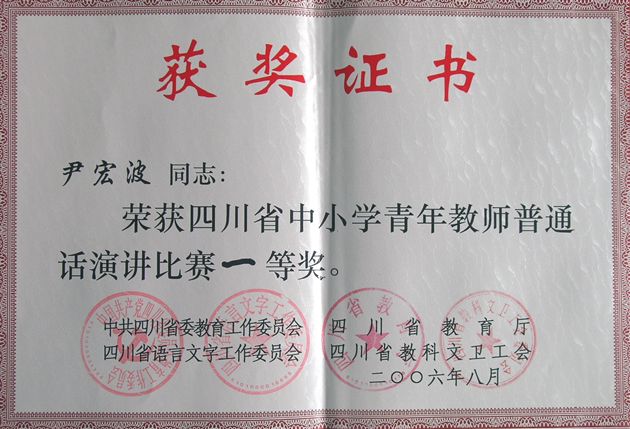 获奖证书
尹宏波 同志:
荣获四川省中小学青年教师普通
话演讲比赛一等奖。
中共四川省委教育工作委员会 四川省教育厅
四川省语言文字工作委员会 四川省教科文卫工会
二〇〇六年八月